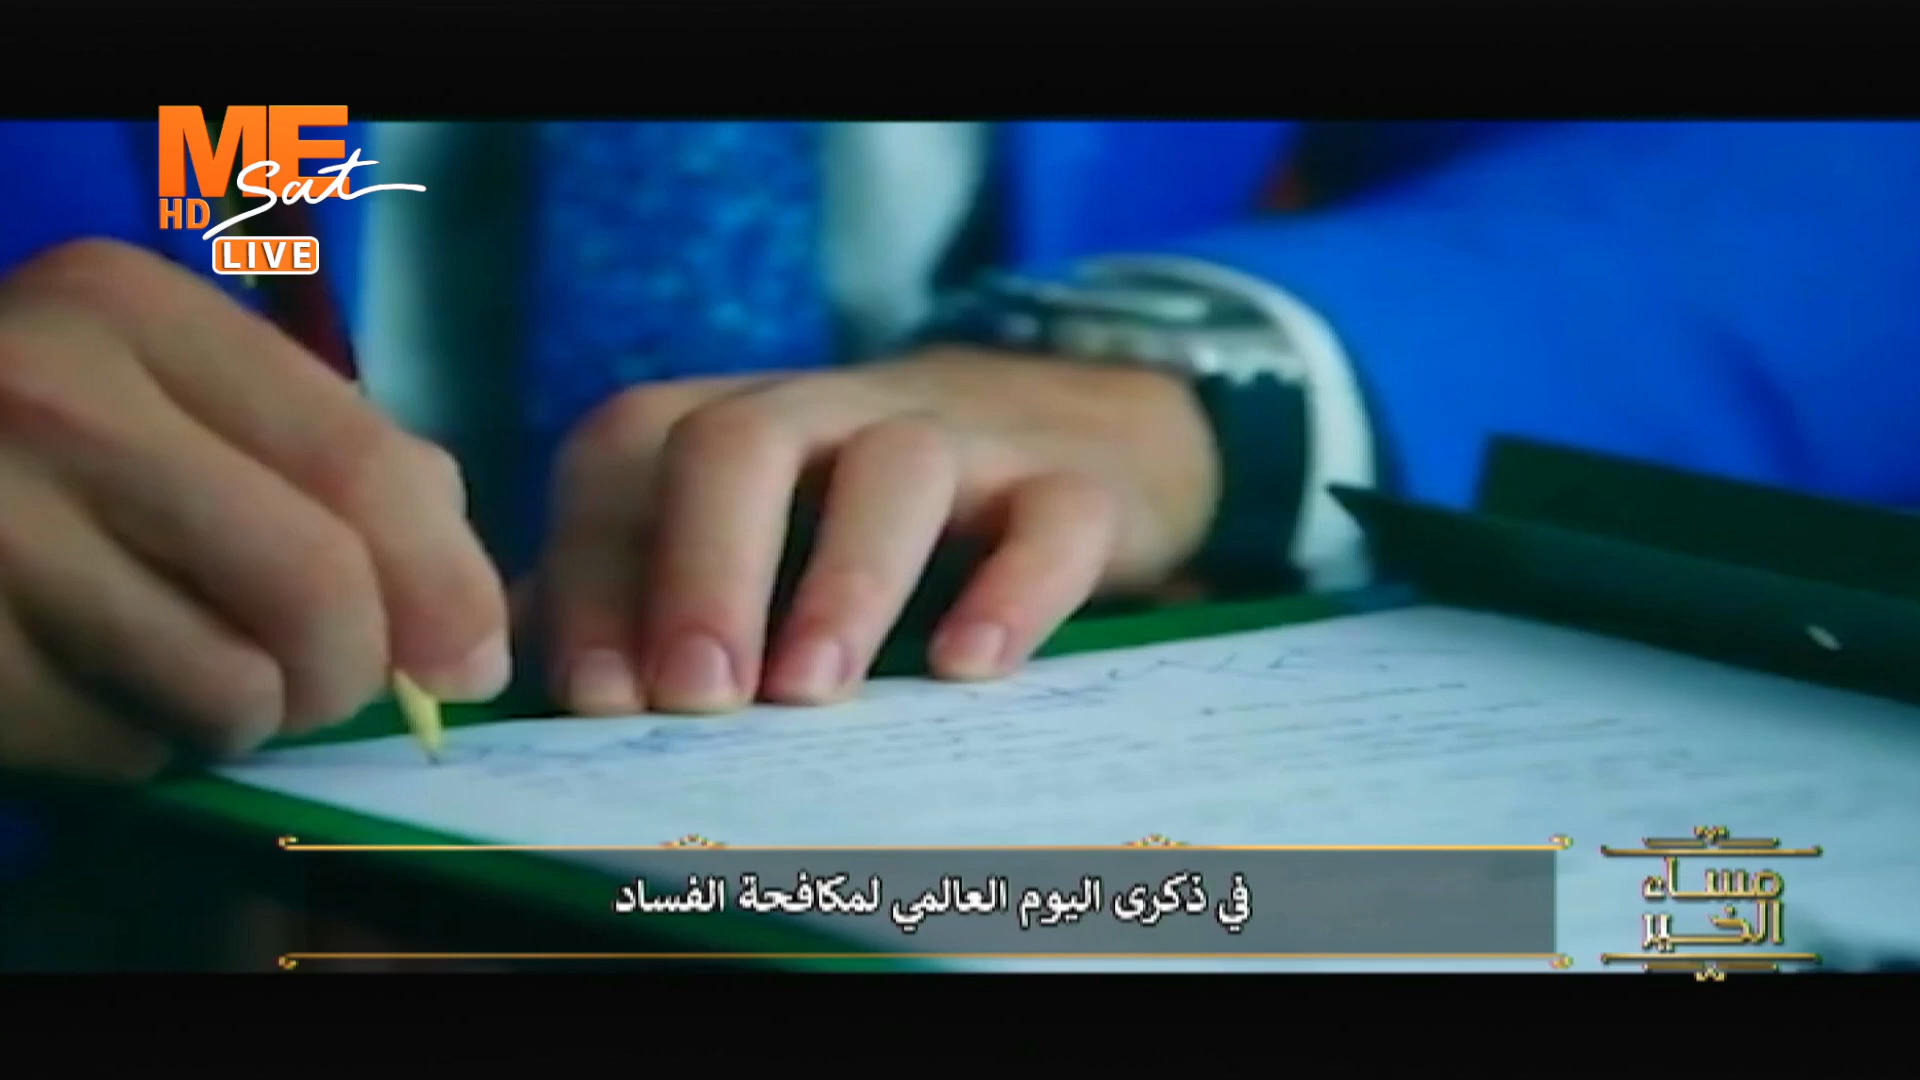 ME
Sat
HD
LIVE
في ذكرى اليوم العالمي لمكافحة الفساد
مساء
الخير